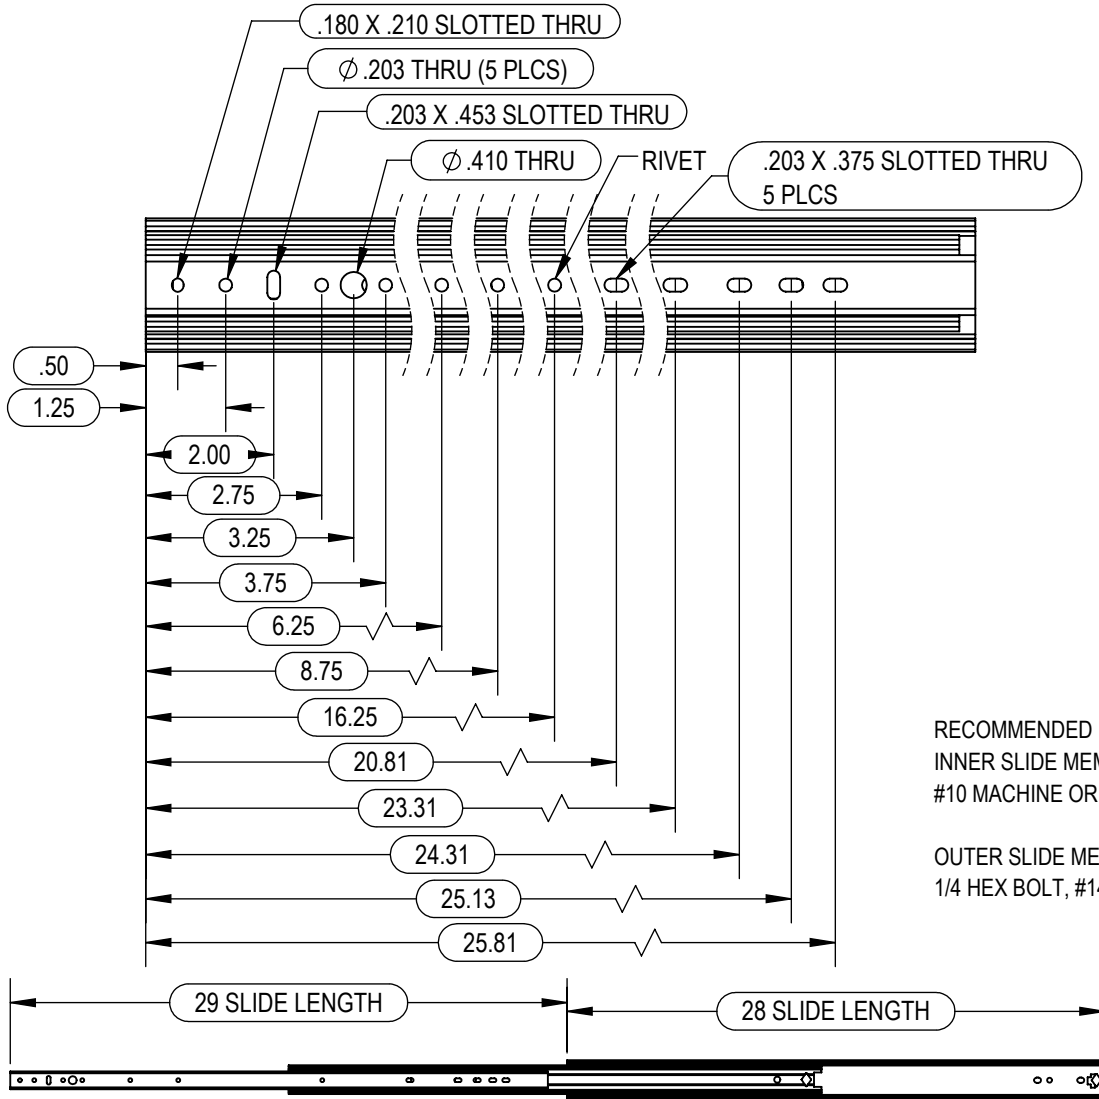 .180 X .210 SLOTTED THRU
∅ .203 THRU (5 PLCS)
.203 X .453 SLOTTED THRU
∅ .410 THRU
RIVET
.203 X .375 SLOTTED THRU
5 PLCS
.50
1.25
2.00
2.75
3.25
3.75
6.25
8.75
16.25
20.81
23.31
24.31
25.13
25.81
RECOMMENDED
INNER SLIDE MEM
#10 MACHINE OR
OUTER SLIDE ME
1/4 HEX BOLT, #14
29 SLIDE LENGTH
28 SLIDE LENGTH